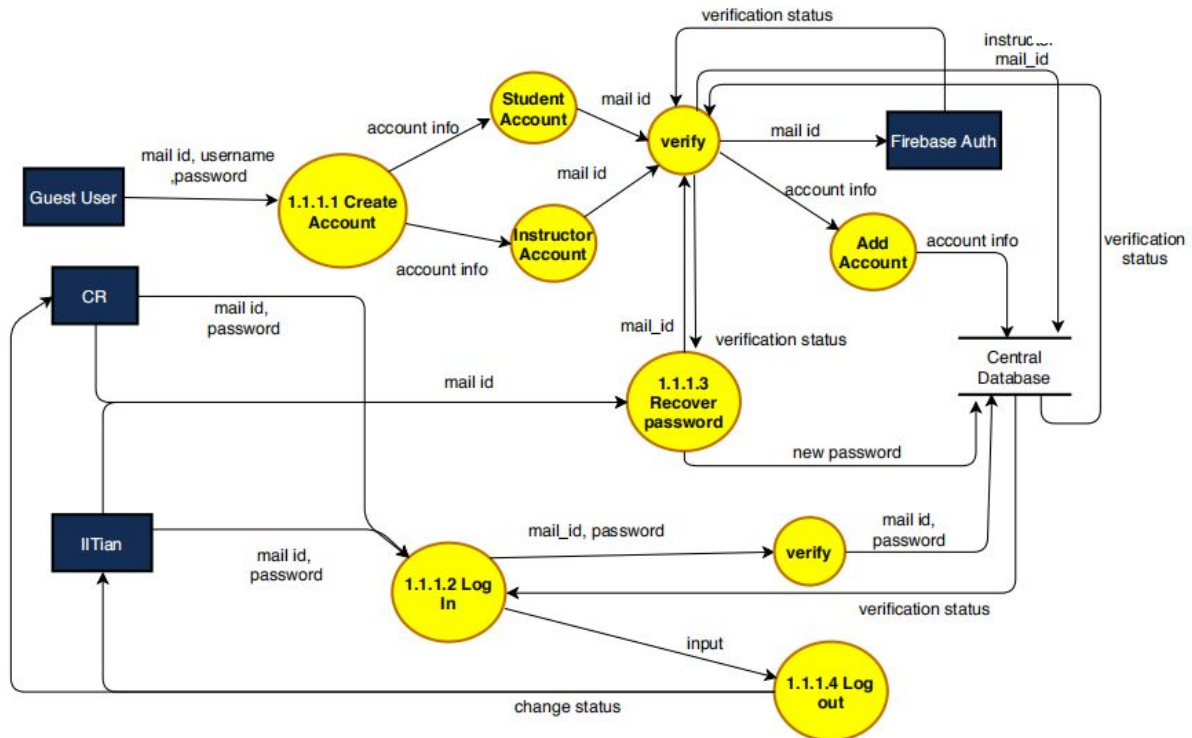 verification status
mail_id
Student
Account
mail id
account info
verify
mail id
Firebase Auth
mail id, username
,password
Guest User
1.1.1.1 Create
Account
mail id
account info
Instructor
Account
account info
Add
Account
account info
verification
status
CR
mail id,
password
mail_id
verification status
Central
Database
1.1.1.3
Recover
password
mail id
new password
IITian
mail id,
password
mail_id, password
verify
mail id,
password
1.1.1.2 Log
In
verification status
input
1.1.1.4 Log
out
change status